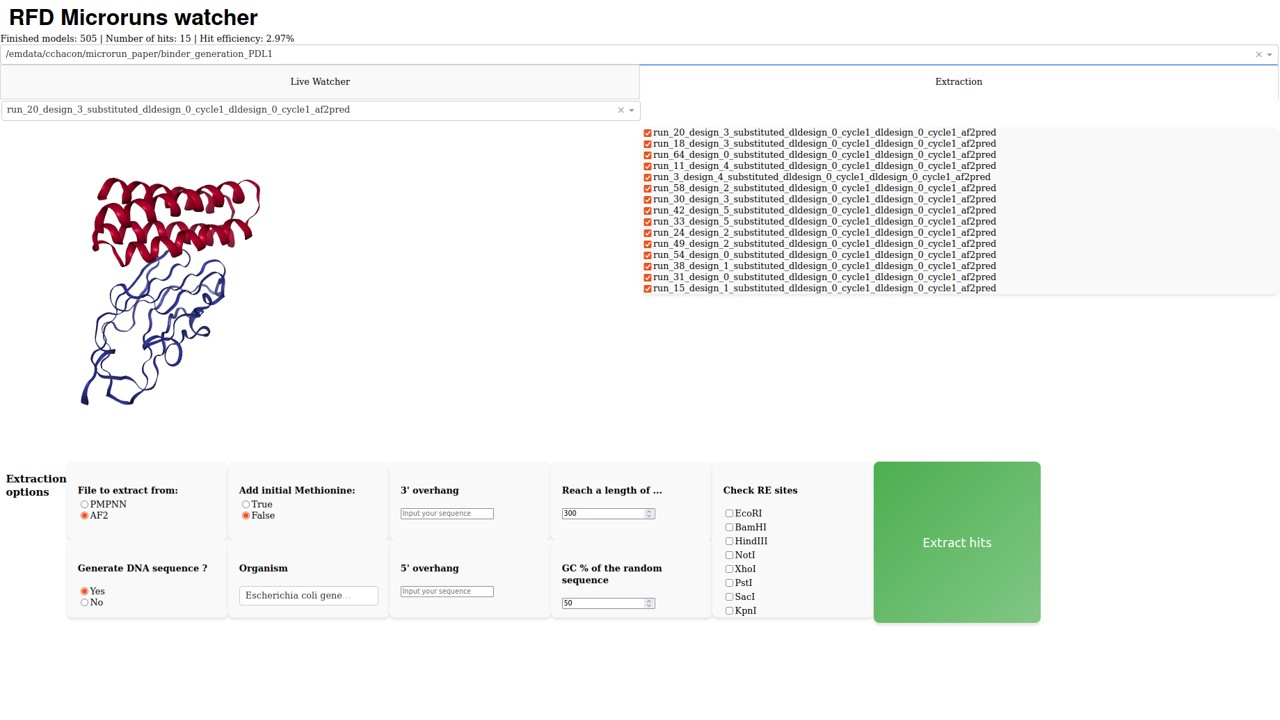 RFD Microruns watcher
Finished models: 505 | Number of hits: 15 | Hit efficiency: 2.97%
/emdata/cchacon/microrun_paper/binder_generation_PDL1
Live Watcher
Extraction
run_20_design_3_substituted_dldesign_0_cycle1_dldesign_0_cycle1_af2pred
run_20_design_3_substituted_dldesign_0_cycle1_dldesign_0_cycle1_af2pred
run_18_design_3_substituted_dldesign_0_cycle1_dldesign_0_cycle1_af2pred
run_64_design_0_substituted_dldesign_0_cycle1_dldesign_0_cycle1_af2pred
run_11_design_4_substituted_dldesign_0_cycle1_dldesign_0_cycle1_af2pred
run_3_design_4_substituted_dldesign_0_cycle1_dldesign_0_cycle1_af2pred
run_58_design_2_substituted_dldesign_0_cycle1_dldesign_0_cycle1_af2pred
run_30_design_3_substituted_dldesign_0_cycle1_dldesign_0_cycle1_af2pred
run_42_design_5_substituted_dldesign_0_cycle1_dldesign_0_cycle1_af2pred
run_33_design_5_substituted_dldesign_0_cycle1_dldesign_0_cycle1_af2pred
run_24_design_2_substituted_dldesign_0_cycle1_dldesign_0_cycle1_af2pred
run_49_design_2_substituted_dldesign_0_cycle1_dldesign_0_cycle1_af2pred
run_54_design_0_substituted_dldesign_0_cycle1_dldesign_0_cycle1_af2pred
run_38_design_1_substituted_dldesign_0_cycle1_dldesign_0_cycle1_af2pred
run_31_design_0_substituted_dldesign_0_cycle1_dldesign_0_cycle1_af2pred
run_15_design_1_substituted_dldesign_0_cycle1_dldesign_0_cycle1_af2pred
Extraction
options
File to extract from:
PMPNN
AF2
Add initial Methionine:
True
False
3' overhang
Input your sequence
Reach a length of ...
300
Check RE sites
EcoRI
BamHI
HindIII
NotI
XhoI
PstI
SacI
KpnI
Generate DNA sequence ?
Yes
No
Organism
Escherichia coli gene...
5' overhang
Input your sequence
GC % of the random
sequence
50
Extract hits